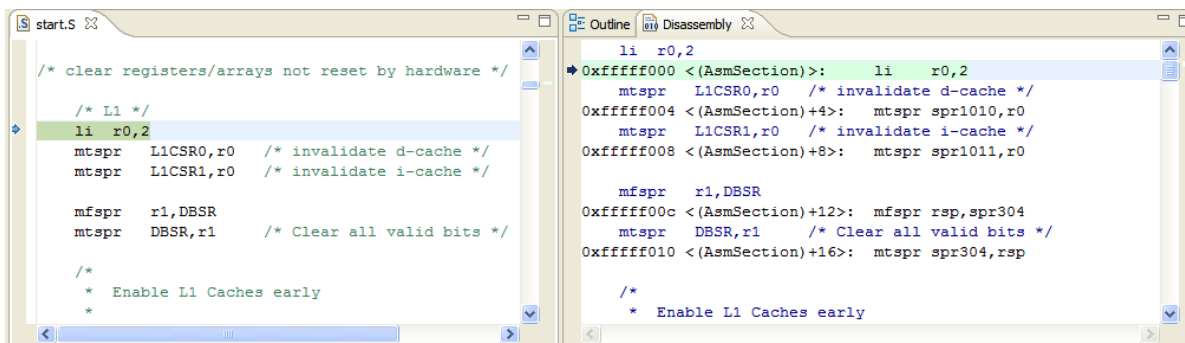 start.S
/* clear registers/arrays not reset by hardware */
/* L1 */
li r0,2
mtspr L1CSR0,r0 /* invalidate d-cache */
mtspr L1CSR1,r0 /* invalidate i-cache */
mfspr r1,DBSR
mtspr DBSR,r1 /* Clear all valid bits */
/*
* Enable L1 Caches early
*
Outline Disassembly
li r0,2
0xfffff000 <(AsmSection)>: li r0,2
mtspr L1CSR0,r0 /* invalidate d-cache */
0xfffff004 <(AsmSection)+4>: mtspr spr1010,r0
mtspr L1CSR1,r0 /* invalidate i-cache */
0xfffff008 <(AsmSection)+8>: mtspr spr1011,r0
mfspr r1,DBSR
0xfffff00c <(AsmSection)+12>: mfspr rsp,spr304
mtspr DBSR,r1 /* Clear all valid bits */
0xfffff010 <(AsmSection)+16>: mtspr spr304,rsp
/*
* Enable L1 Caches early